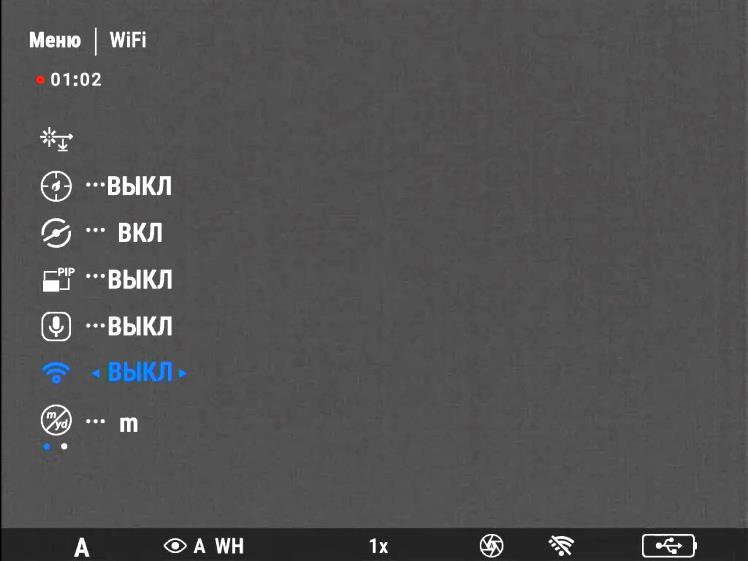 Меню | WiFi
01:02
···ВЫКЛ
··· ВКЛ
PIP ···ВЫКЛ
···ВЫКЛ
ВЫКЛ
m/yd ··· m
A A WH 1x